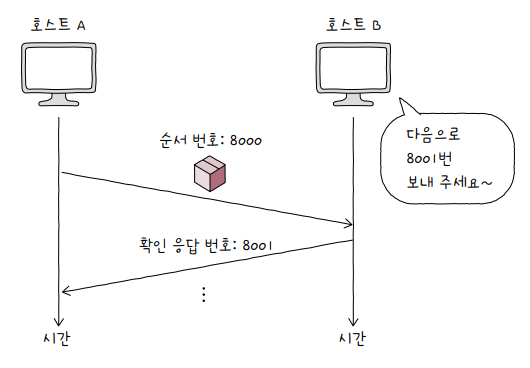 호스트 A
호스트 B
다음으로
8001번
보내 주세요~
순서 번호: 8000
확인 응답 번호: 8001
시간
시간